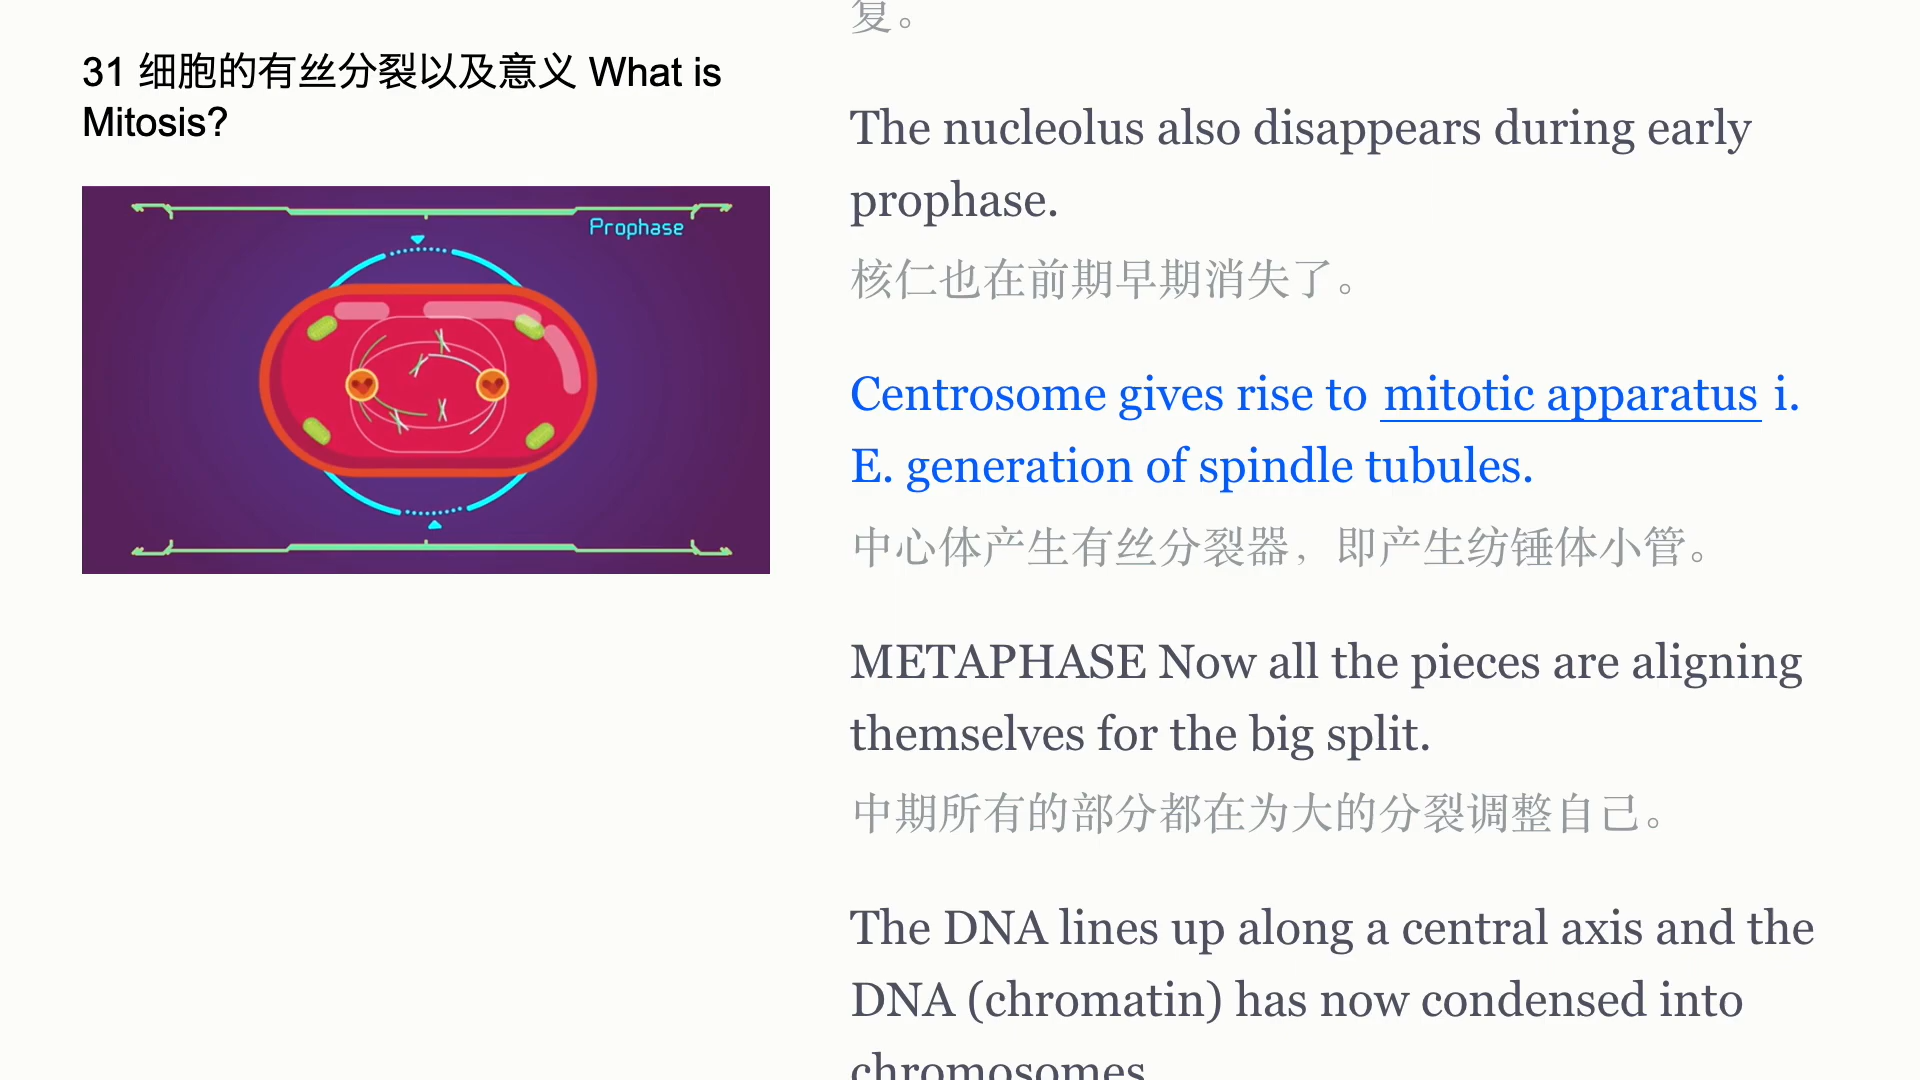 31 细胞的有丝分裂以及意义 What is
Mitosis?
Prophase
复。
The nucleolus also disappears during early
prophase.
核仁也在前期早期消失了。
Centrosome gives rise to mitotic apparatus i.
E. generation of spindle tubules.
中心体产生有丝分裂器，即产生纺锤体小管。
METAPHASE Now all the pieces are aligning
themselves for the big split.
中期所有的部分都在为大的分裂调整自己。
The DNA lines up along a central axis and the
DNA (chromatin) has now condensed into
chromosomes